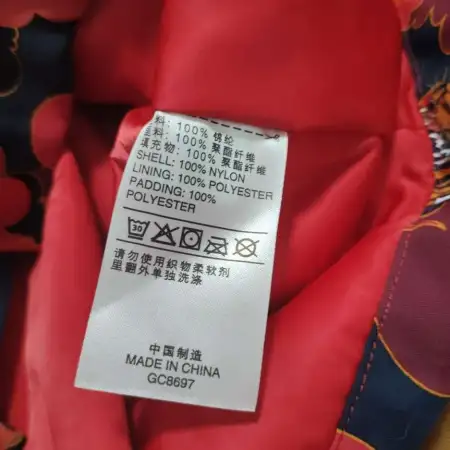 料: 100% 锦纶
里料: 100% 聚酯纤维
填充物: 100% 聚酯纤维
SHELL: 100% NYLON
LINING: 100% POLYESTER
PADDING: 100%
POLYESTER
30
请勿使用织物柔软剂
里翻外单独洗涤
中国制造
MADE IN CHINA
GC8697